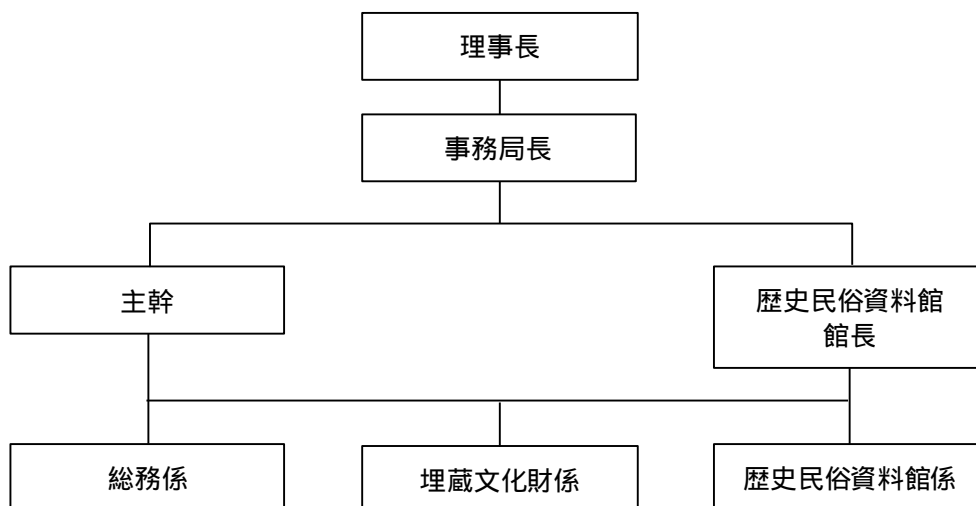 理事長
事務局長
主幹
歴史民俗資料館
館長
総務係
埋蔵文化財係
歴史民俗資料館係